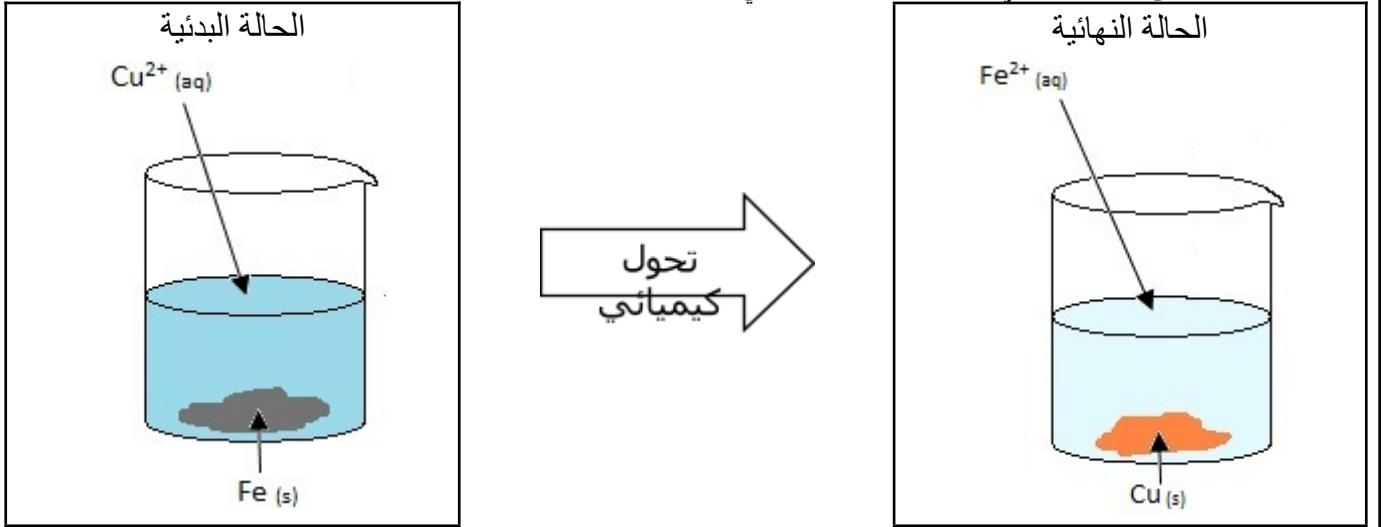 الحالة البدئية
Cu²⁺ (aq)
Fe (s)
تحول
كيميائي
الحالة النهائية
Fe²⁺ (aq)
Cu (s)